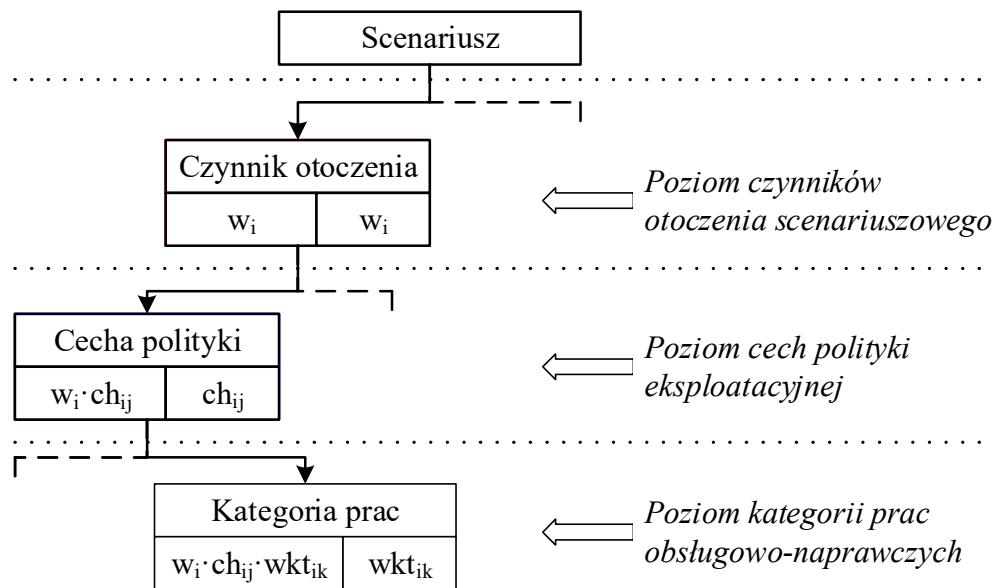 Scenariusz
Czynnik otoczenia
wᵢ wᵢ
Poziom czynników
otoczenia scenariuszowego
Cecha polityki
wᵢ·chᵢⱼ chᵢⱼ
Poziom cech polityki
eksploatacyjnej
Kategoria prac
wᵢ·chᵢⱼ·wktᵢₖ wktᵢₖ
Poziom kategorii prac
obsługowo-naprawczych